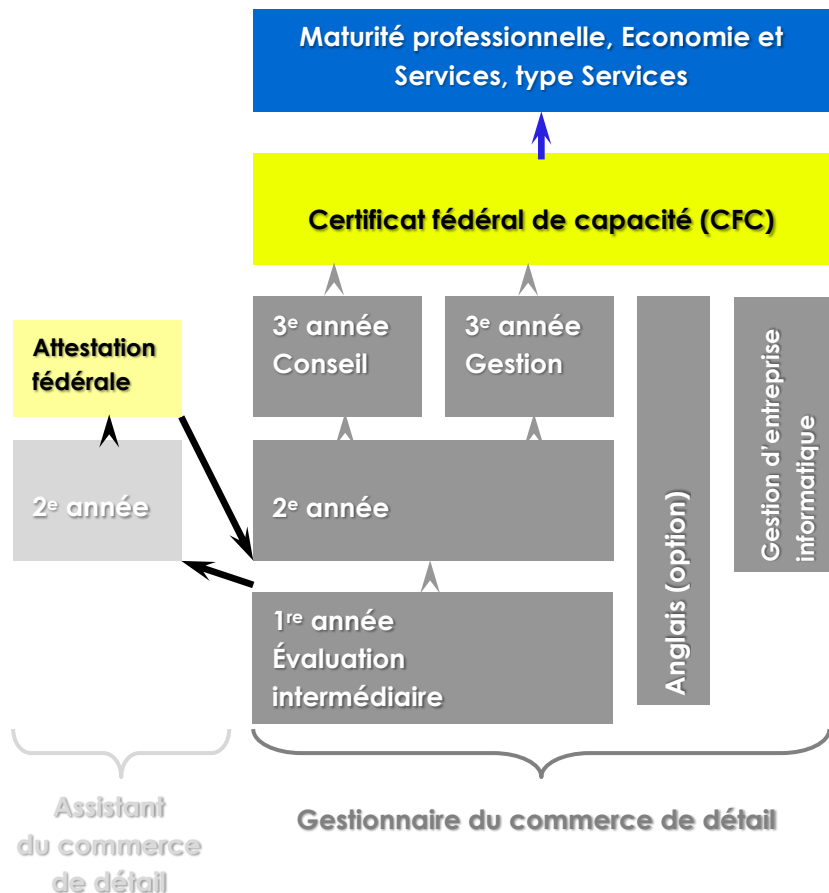 Maturité professionnelle, Economie et
Services, type Services
Certificat fédéral de capacité (CFC)
Attestation
fédérale
3e année
Conseil
3e année
Gestion
Gestion d'entreprise
informatique
Anglais (option)
2e année
2e année
1re année
Évaluation
intermédiaire
Assistant
du commerce
de détail
Gestionnaire du commerce de détail